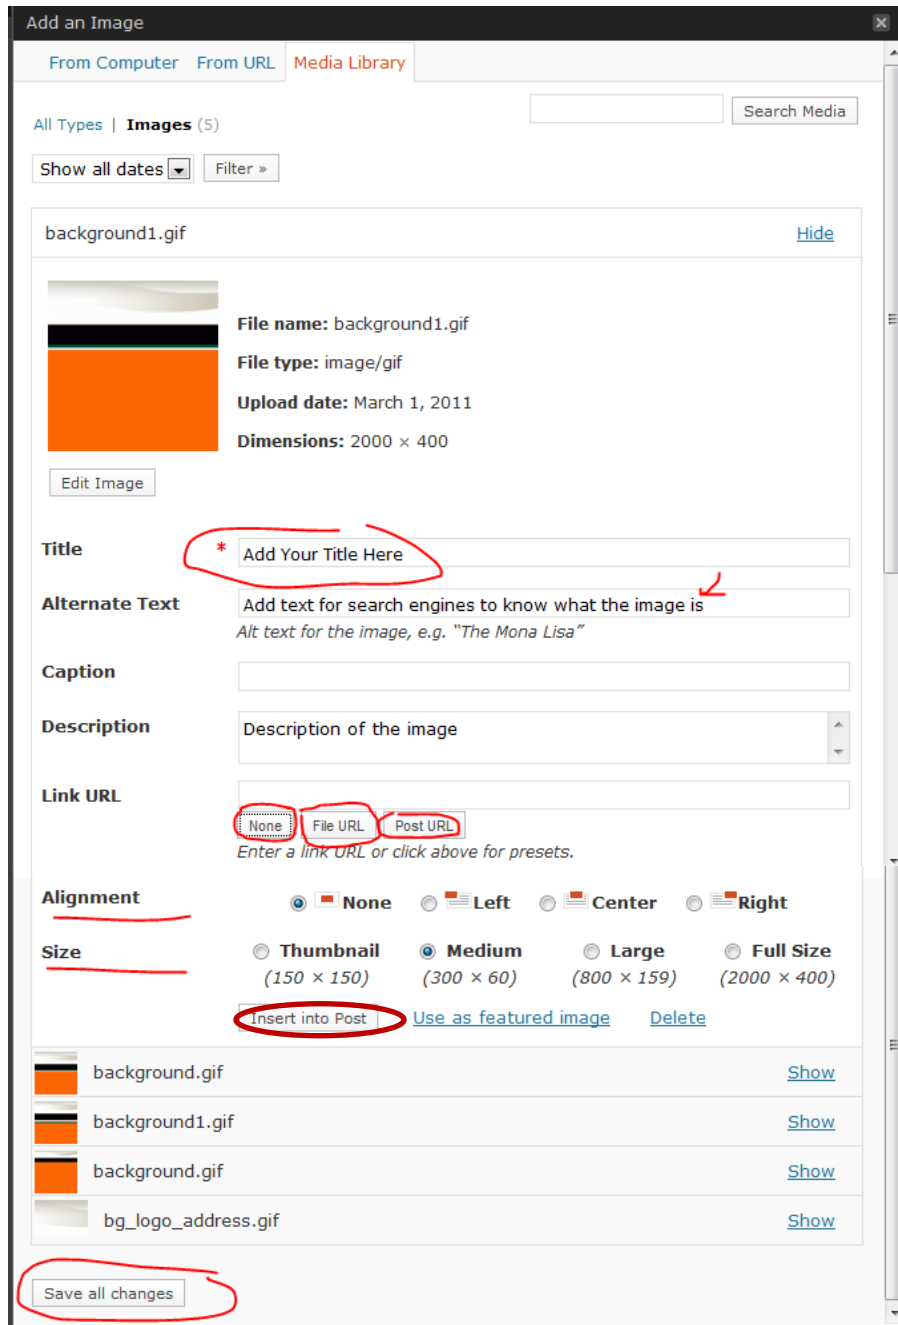 Add an Image
From Computer From URL Media Library
All Types | Images (5) Search Media
Show all dates Filter »
background1.gif Hide
File name: background1.gif
File type: image/gif
Upload date: March 1, 2011
Dimensions: 2000 × 400
Edit Image
Title * Add Your Title Here
Alternate Text Add text for search engines to know what the image is
Alt text for the image, e.g. “The Mona Lisa”
Caption
Description Description of the image
Link URL
None File URL Post URL
Enter a link URL or click above for presets.
Alignment None Left Center Right
Size Thumbnail Medium Large Full Size
(150 × 150) (300 × 60) (800 × 159) (2000 × 400)
Insert into Post Use as featured image Delete
background.gif Show
background1.gif Show
background.gif Show
bg_logo_address.gif Show
Save all changes